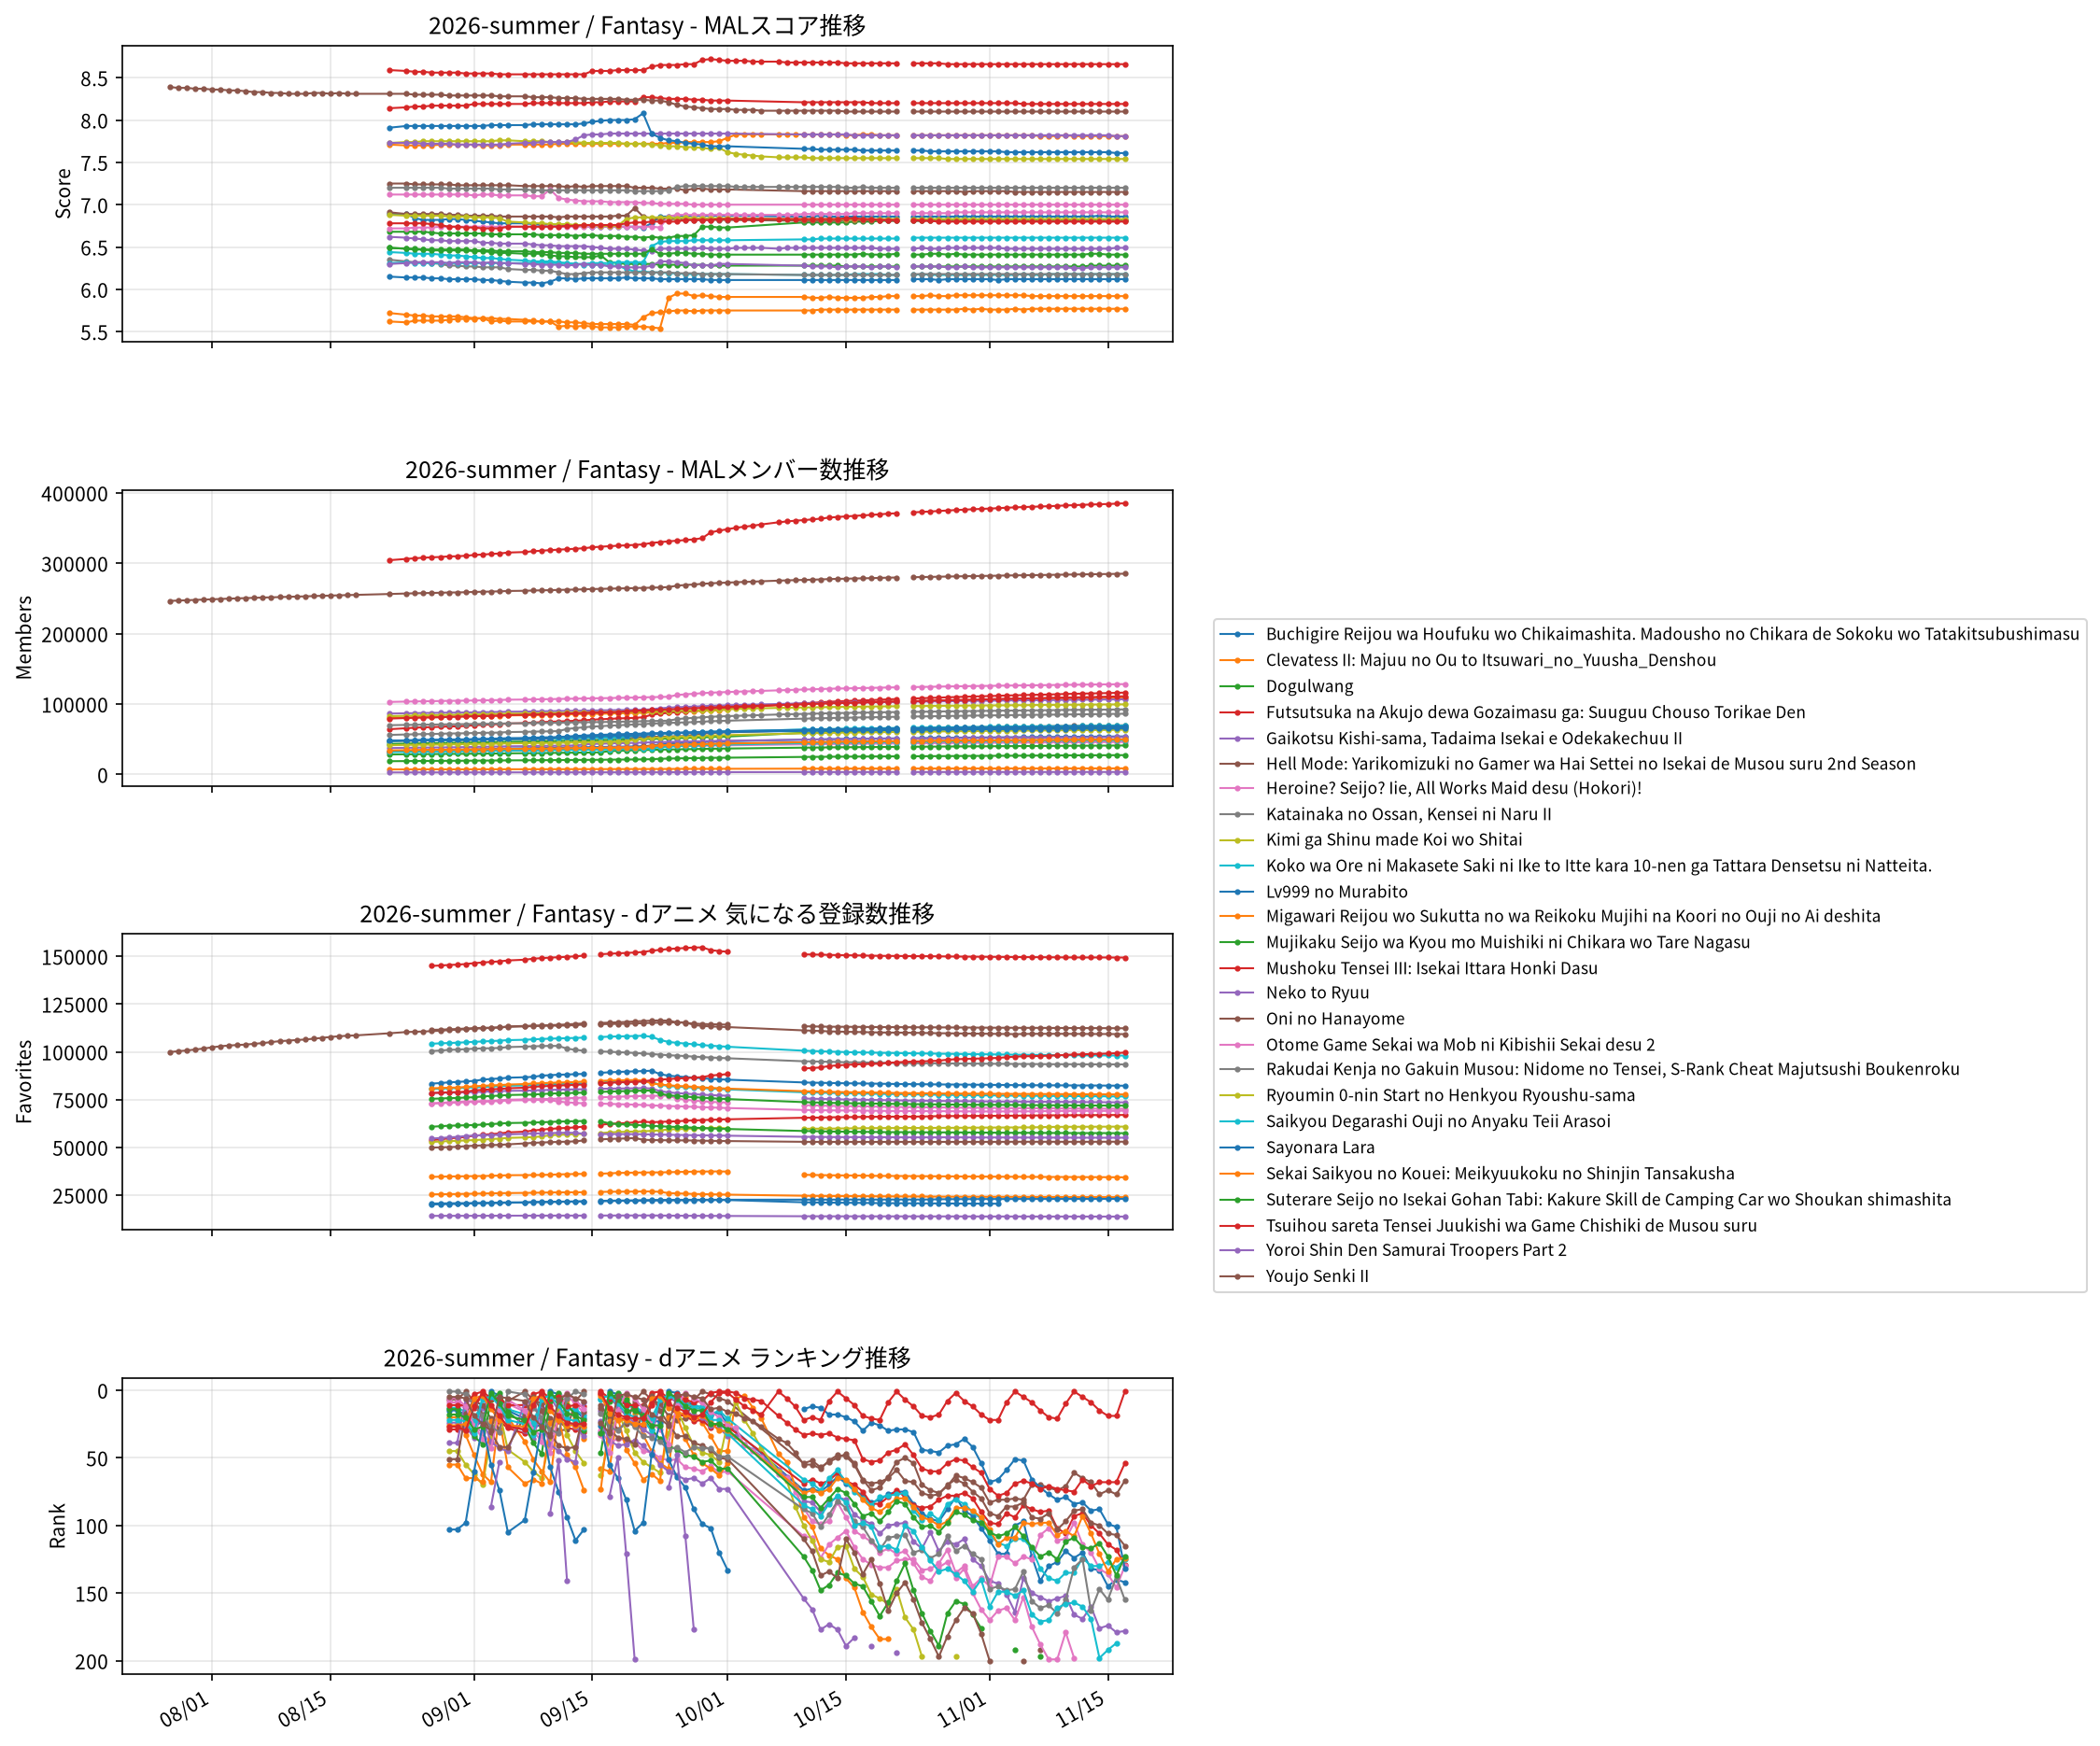 2026-summer / Fantasy - MALスコア推移
Score
8.5
8.0
7.5
7.0
6.5
6.0
5.5
2026-summer / Fantasy - MALメンバー数推移
Members
400000
300000
200000
100000
0
2026-summer / Fantasy - dアニメ 気になる登録数推移
Favorites
150000
125000
100000
75000
50000
25000
2026-summer / Fantasy - dアニメ ランキング推移
Rank
0
50
100
150
200
08/01
08/15
09/01
09/15
10/01
10/15
11/01
11/15
Buchigire Reijou wa Houfuku wo Chikaimashita. Madousho no Chikara de Sokoku wo Tatakitsubushimasu
Clevatess II: Majuu no Ou to Itsuwari_no_Yuusha_Denshou
Dogulwang
Futsutsuka na Akujo dewa Gozaimasu ga: Suuguu Chouso Torikae Den
Gaikotsu Kishi-sama, Tadaima Isekai e Odekakechuu II
Hell Mode: Yarikomizuki no Gamer wa Hai Settei no Isekai de Musou suru 2nd Season
Heroine? Seijo? Iie, All Works Maid desu (Hokori)!
Katainaka no Ossan, Kensei ni Naru II
Kimi ga Shinu made Koi wo Shitai
Koko wa Ore ni Makasete Saki ni Ike to Itte kara 10-nen ga Tattara Densetsu ni Natteita.
Lv999 no Murabito
Migawari Reijou wo Sukutta no wa Reikoku Mujihi na Koori no Ouji no Ai deshita
Mujikaku Seijo wa Kyou mo Muishiki ni Chikara wo Tare Nagasu
Mushoku Tensei III: Isekai Ittara Honki Dasu
Neko to Ryuu
Oni no Hanayome
Otome Game Sekai wa Mob ni Kibishii Sekai desu 2
Rakudai Kenja no Gakuin Musou: Nidome no Tensei, S-Rank Cheat Majutsushi Boukenroku
Ryoumin 0-nin Start no Henkyou Ryoushu-sama
Saikyou Degarashi Ouji no Anyaku Teii Arasoi
Sayonara Lara
Sekai Saikyou no Kouei: Meikyuukoku no Shinjin Tansakusha
Suterare Seijo no Isekai Gohan Tabi: Kakure Skill de Camping Car wo Shoukan shimashita
Tsuihou sareta Tensei Juukishi wa Game Chishiki de Musou suru
Yoroi Shin Den Samurai Troopers Part 2
Youjo Senki II